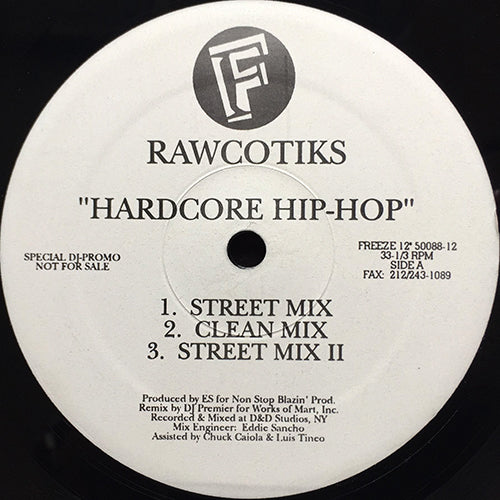 F
RAWCOTIKS
"HARDCORE HIP-HOP"
SPECIAL DJ-PROMO
NOT FOR SALE
FREEZE 12" 50088-12
33-1/3 RPM
SIDE A
FAX: 212/243-1089
1. STREET MIX
2. CLEAN MIX
3. STREET MIX II
Produced by ES for Non Stop Blazin' Prod.
Remix by DJ Premier for Works of Mart, Inc.
Recorded & Mixed at D&D Studios, NY
Mix Engineer: Eddie Sancho
Assisted by Chuck Caiola & Luis Tineo